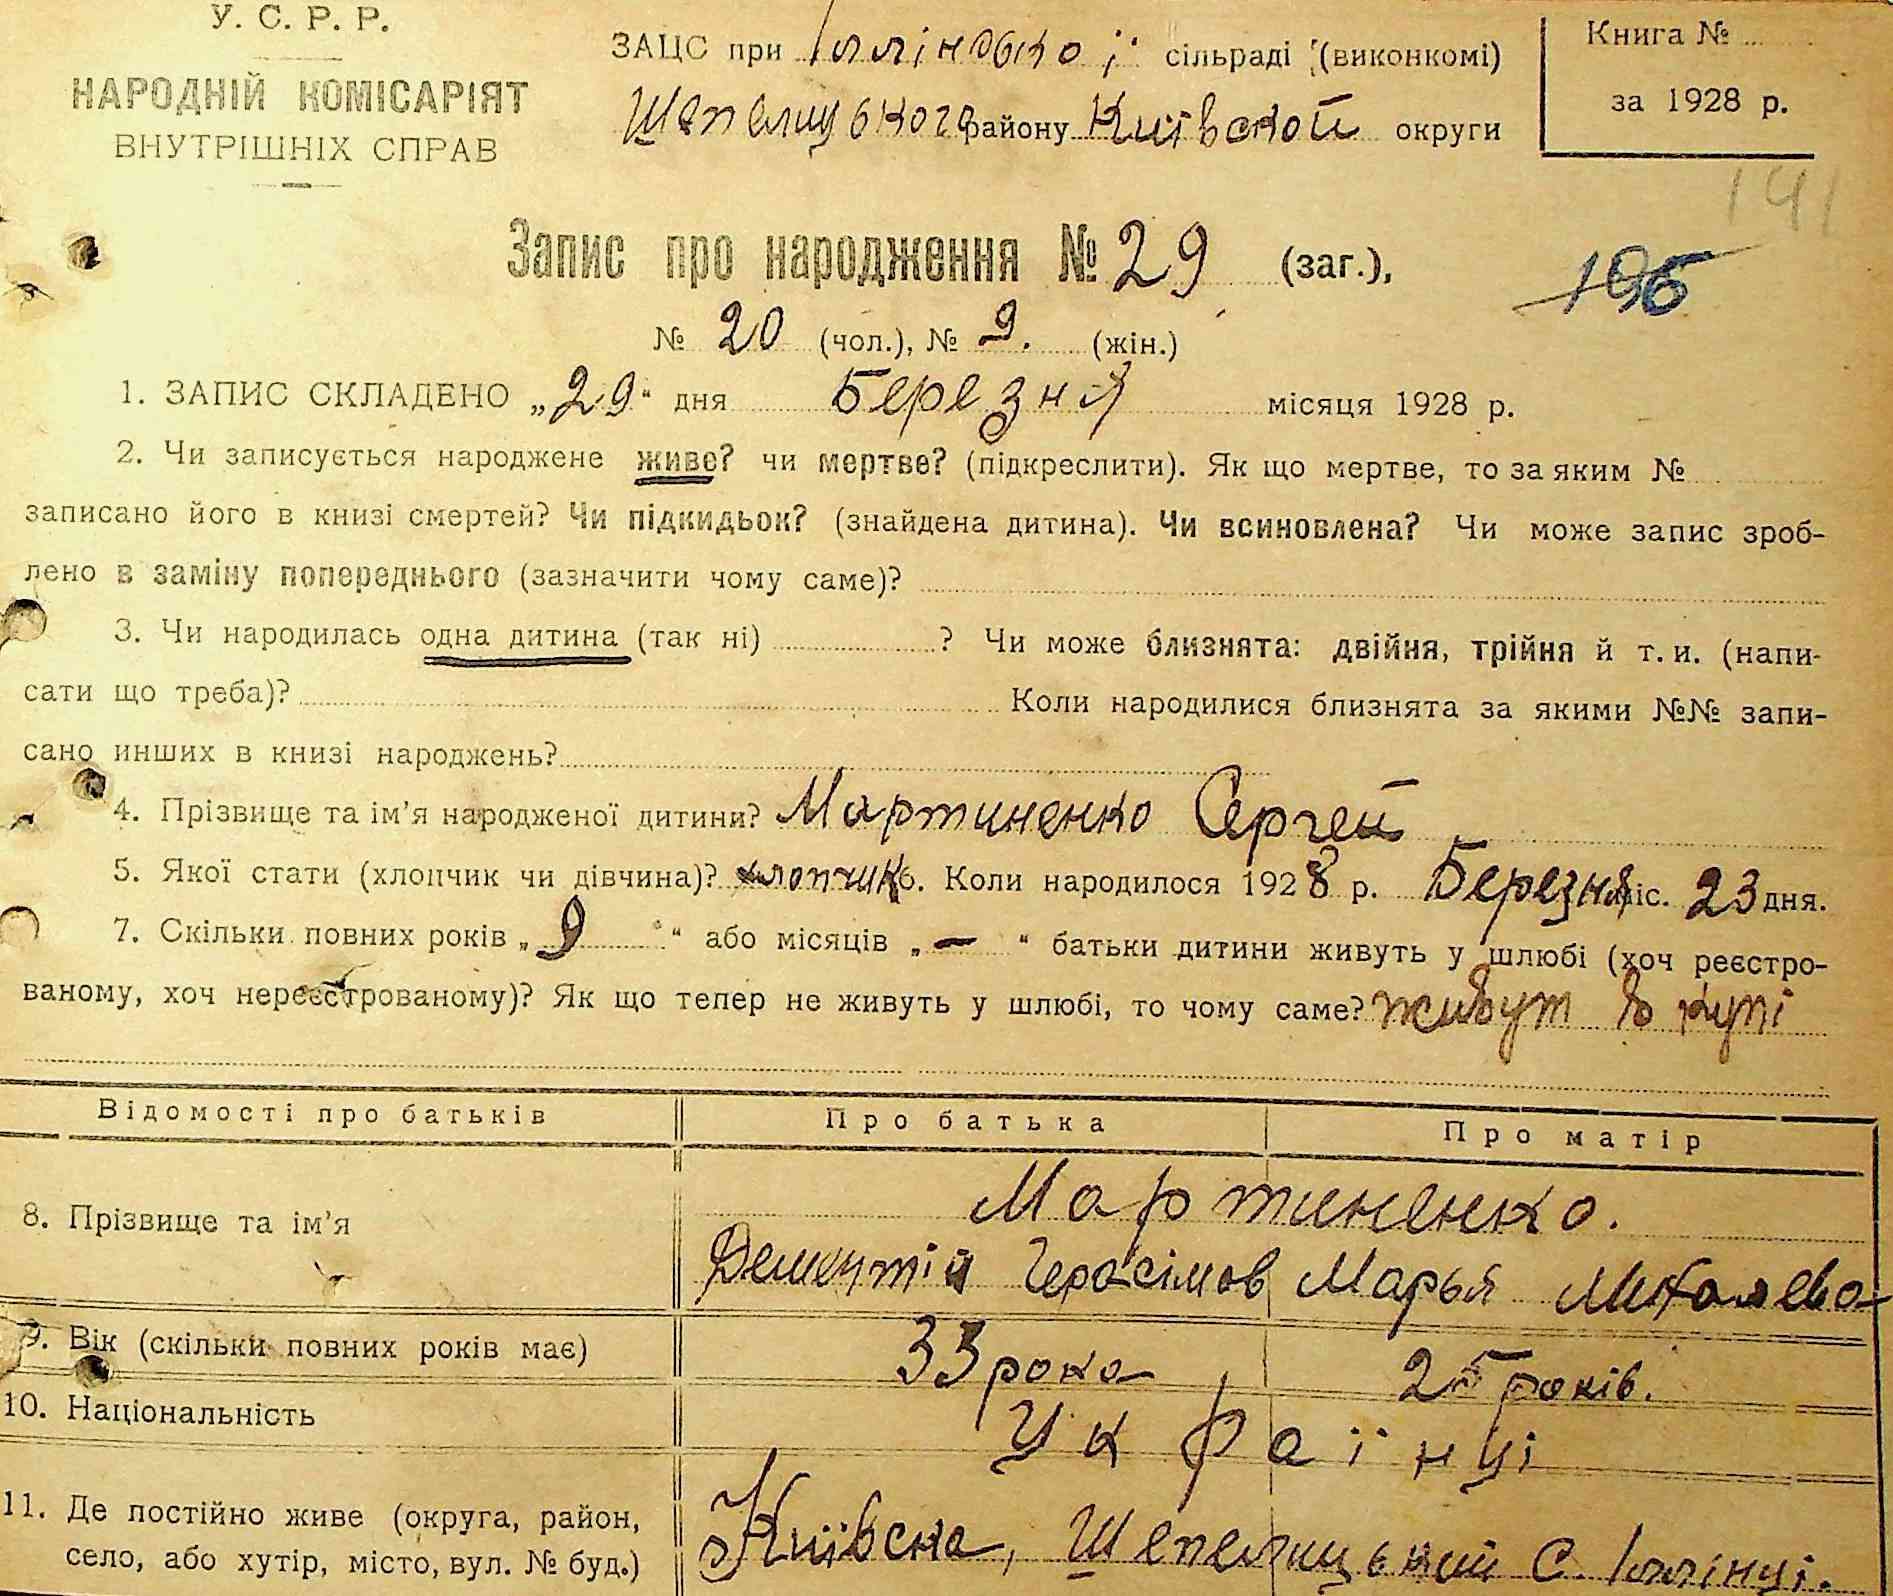 У. С. Р. Р.
НАРОДНІЙ КОМІСАРІЯТ
ВНУТРІШНІХ СПРАВ
ЗАЦС при Іллінської сільраді (виконкомі)
Шепелицького району Київской округи
Книга №
за 1928 р.
141
196
Запис про народження № 29 (заг.),
№ 20 (чол.), № 9. (жін.)
1. ЗАПИС СКЛАДЕНО „29“ дня Березня місяця 1928 р.
2. Чи записується народжене живе? чи мертве? (підкреслити). Як що мертве, то за яким №
записано його в книзі смертей? Чи підкидьок? (знайдена дитина). Чи всиновлена? Чи може запис зроб-
лено в заміну попереднього (зазначити чому саме)?
3. Чи народилась одна дитина (так ні) ? Чи може близнята: двійня, трійня й т. и. (напи-
сати що треба)? Коли народилися близнята за якими №№ запи-
сано инших в книзі народжень?
4. Прізвище та ім’я народженої дитини? Мартиненко Сергей
5. Якої стати (хлопчик чи дівчина)? хлопчик 6. Коли народилося 1928 р. Березня міс. 23 дня.
7. Скільки повних років „9“ або місяців „—“ батьки дитини живуть у шлюбі (хоч реєстро-
ваному, хоч нереєстрованому)? Як що тепер не живуть у шлюбі, то чому саме? живут в купі
Відомості про батьків Про батька Про матір
8. Прізвище та ім’я Мартиненко.
Герасімов Марья
9. Вік (скільки повних років має) 33 рока 25 років.
10. Національність Українці
11. Де постійно живе (округа, район,
село, або хутір, місто, вул. № буд.) Київска, Шепелицький с. Іллінці.